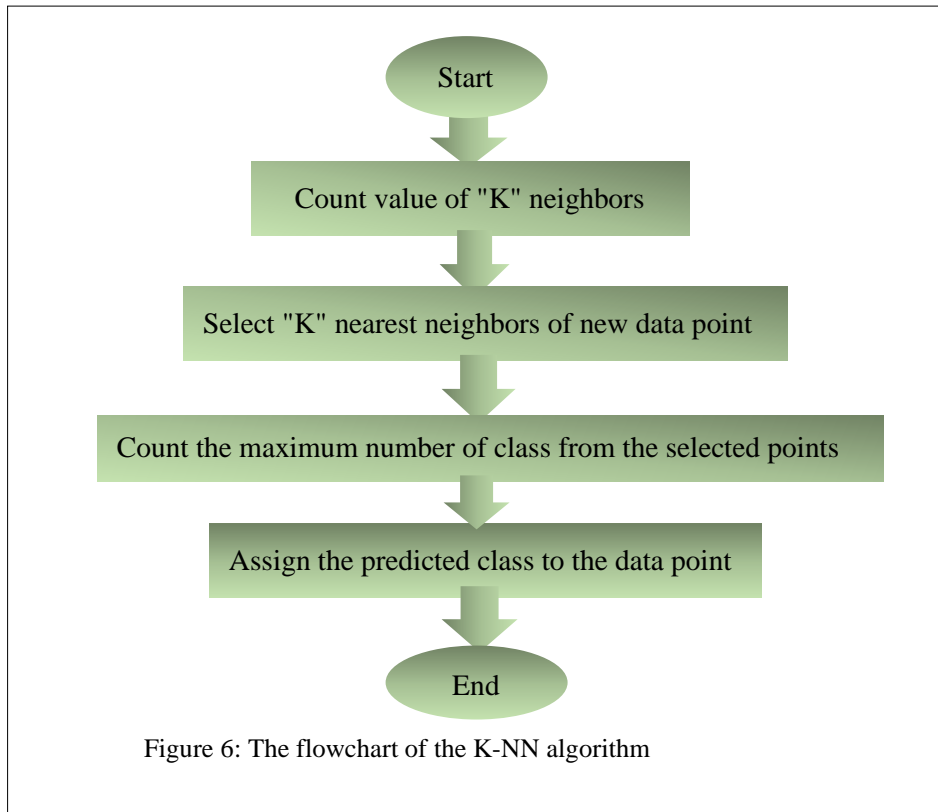 Start
Count value of "K" neighbors
Select "K" nearest neighbors of new data point
Count the maximum number of class from the selected points
Assign the predicted class to the data point
End
Figure 6: The flowchart of the K-NN algorithm